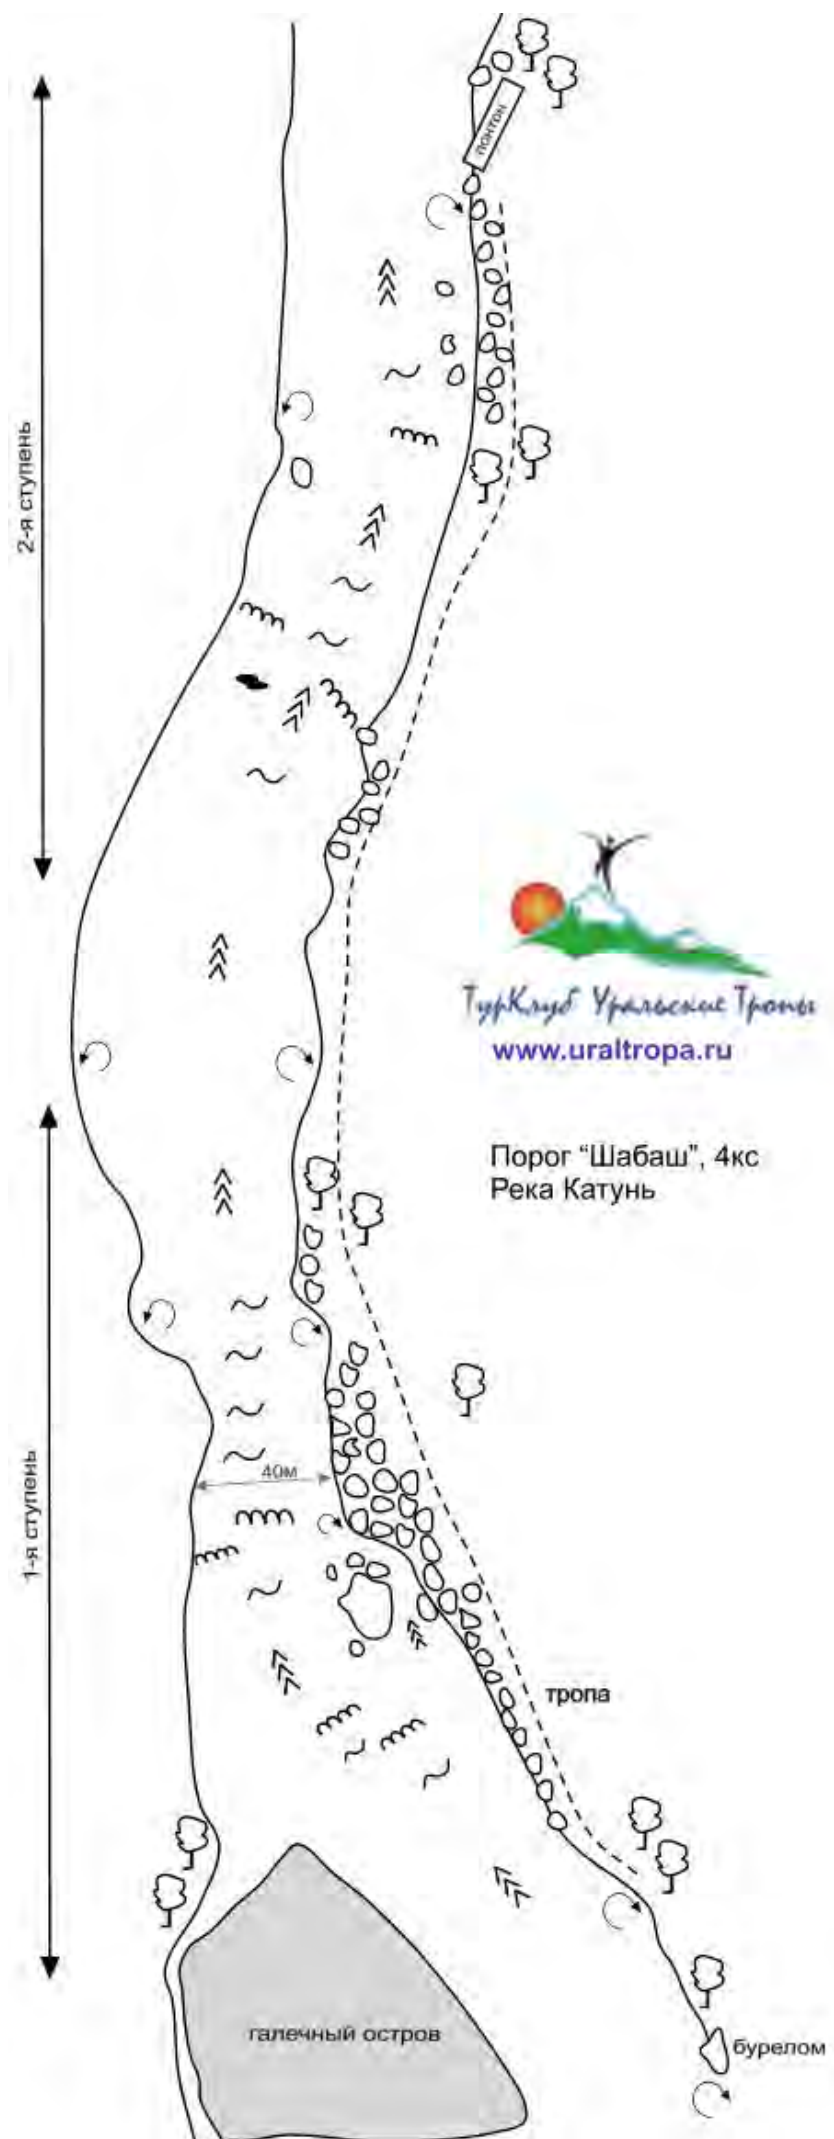 понтон
2-я ступень
ТурКлуб Уральские Тропы
www.uraltropa.ru
Порог “Шабаш”, 4кс
Река Катунь
40м
1-я ступень
тропа
галечный остров
бурелом